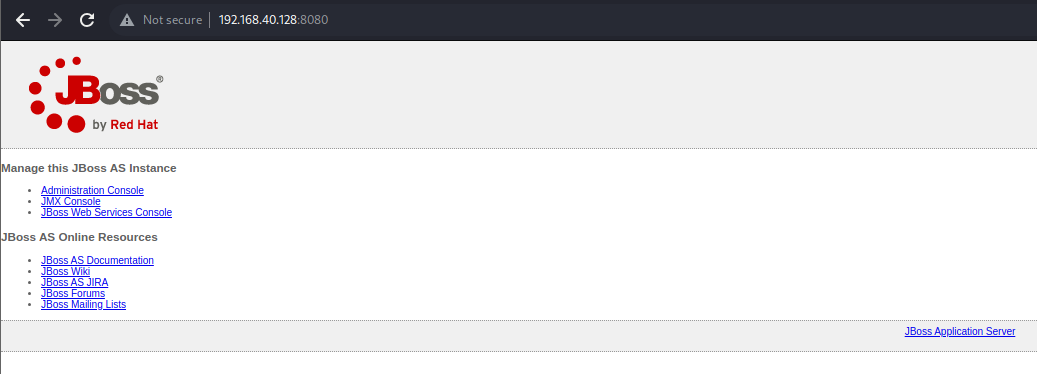 Not secure 192.168.40.128:8080
JBoss®
by Red Hat
Manage this JBoss AS Instance
Administration Console
JMX Console
JBoss Web Services Console
JBoss AS Online Resources
JBoss AS Documentation
JBoss Wiki
JBoss AS JIRA
JBoss Forums
JBoss Mailing Lists
JBoss Application Server